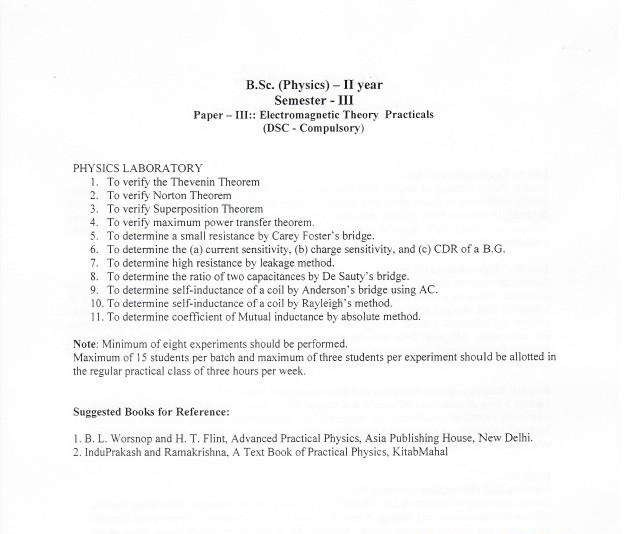 B.Sc. (Physics) – II year
Semester - III
Paper – III:: Electromagnetic Theory Practicals
(DSC - Compulsory)
PHYSICS LABORATORY
1. To verify the Thevenin Theorem
2. To verify Norton Theorem
3. To verify Superposition Theorem
4. To verify maximum power transfer theorem.
5. To determine a small resistance by Carey Foster's bridge.
6. To determine the (a) current sensitivity, (b) charge sensitivity, and (c) CDR of a B.G.
7. To determine high resistance by leakage method.
8. To determine the ratio of two capacitances by De Sauty's bridge.
9. To determine self-inductance of a coil by Anderson's bridge using AC.
10. To determine self-inductance of a coil by Rayleigh's method.
11. To determine coefficient of Mutual inductance by absolute method.
Note: Minimum of eight experiments should be performed.
Maximum of 15 students per batch and maximum of three students per experiment should be allotted in
the regular practical class of three hours per week.
Suggested Books for Reference:
1. B. L. Worsnop and H. T. Flint, Advanced Practical Physics, Asia Publishing House, New Delhi.
2. InduPrakash and Ramakrishna, A Text Book of Practical Physics, KitabMahal